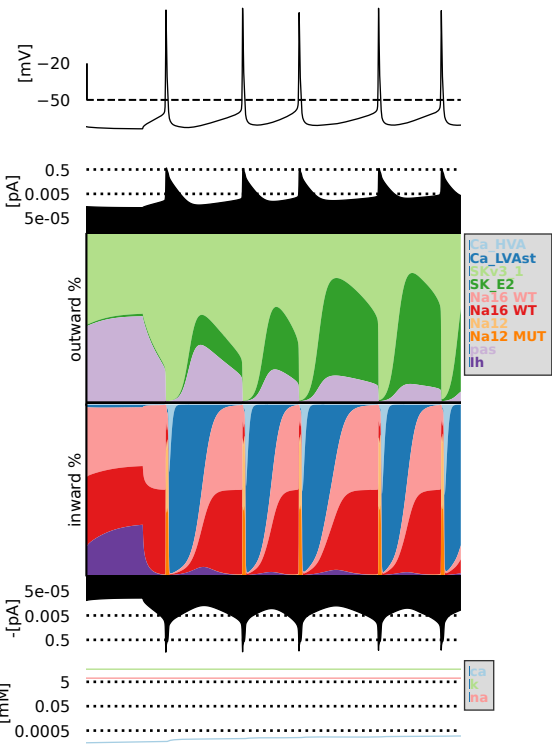 [mV]
−20
−50
[pA]
0.5
0.005
5e-05
outward %
Ca_HVA
Ca_LVAst
SKv3_1
SK_E2
Na16 WT
Na16 WT
Na12
Na12 MUT
pas
Ih
inward %
-[pA]
5e-05
0.005
0.5
[mM]
5
0.05
0.0005
ca
k
na